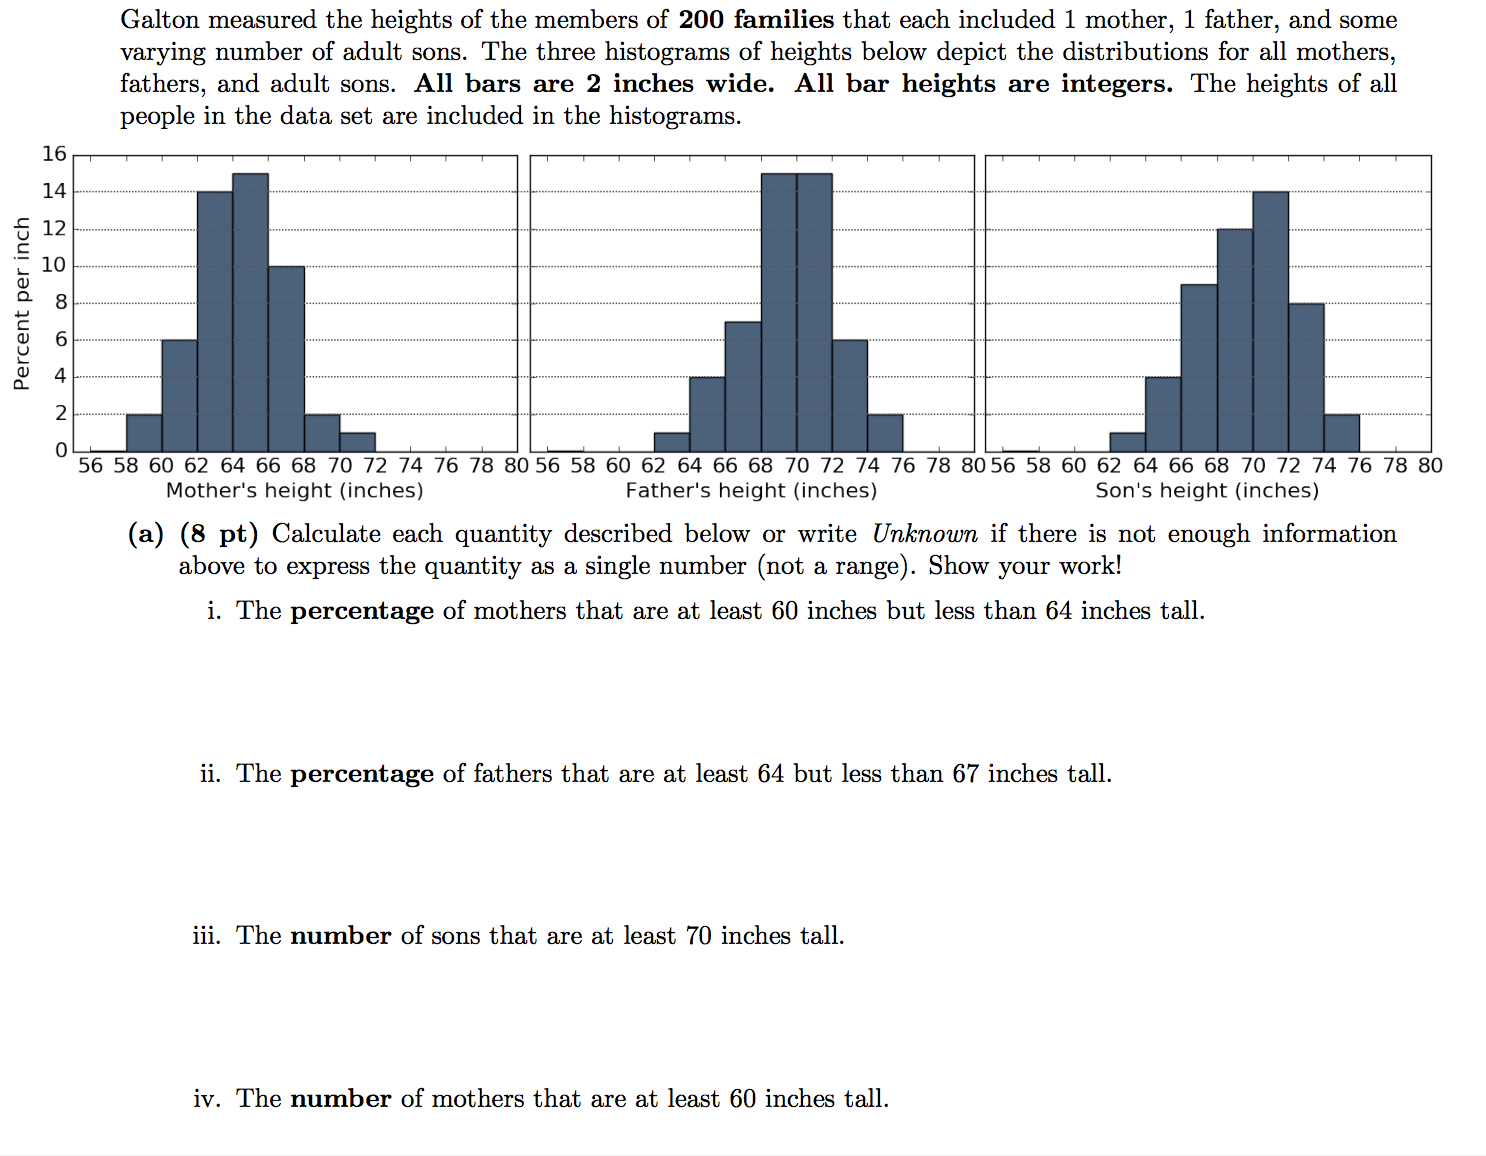 Galton measured the heights of the members of 200 families that each included 1 mother, 1 father, and some
varying number of adult sons. The three histograms of heights below depict the distributions for all mothers,
fathers, and adult sons. All bars are 2 inches wide. All bar heights are integers. The heights of all
people in the data set are included in the histograms.
16
14
12
10
8
6
4
2
0
Percent per inch
56 58 60 62 64 66 68 70 72 74 76 78 80
Mother's height (inches)
56 58 60 62 64 66 68 70 72 74 76 78 80
Father's height (inches)
56 58 60 62 64 66 68 70 72 74 76 78 80
Son's height (inches)
(a) (8 pt) Calculate each quantity described below or write Unknown if there is not enough information
above to express the quantity as a single number (not a range). Show your work!
i. The percentage of mothers that are at least 60 inches but less than 64 inches tall.
ii. The percentage of fathers that are at least 64 but less than 67 inches tall.
iii. The number of sons that are at least 70 inches tall.
iv. The number of mothers that are at least 60 inches tall.